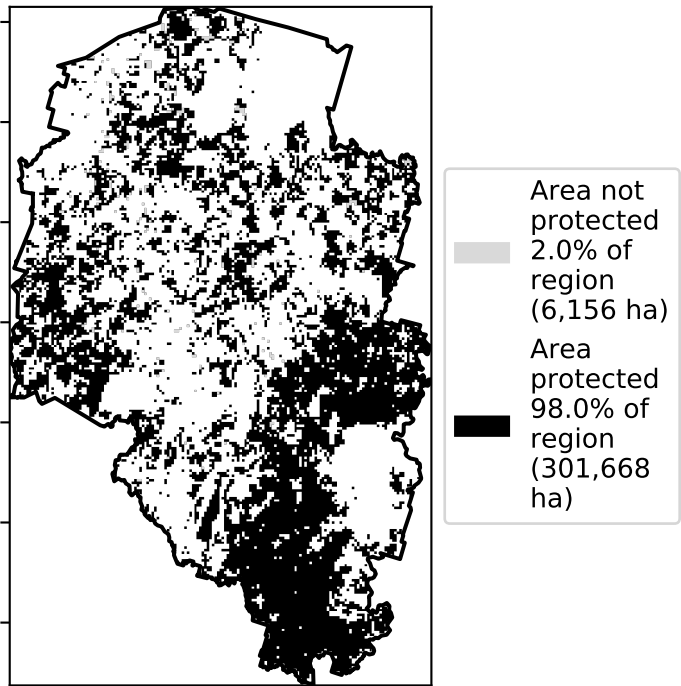 Area not
protected
2.0% of
region
(6,156 ha)
Area
protected
98.0% of
region
(301,668
ha)